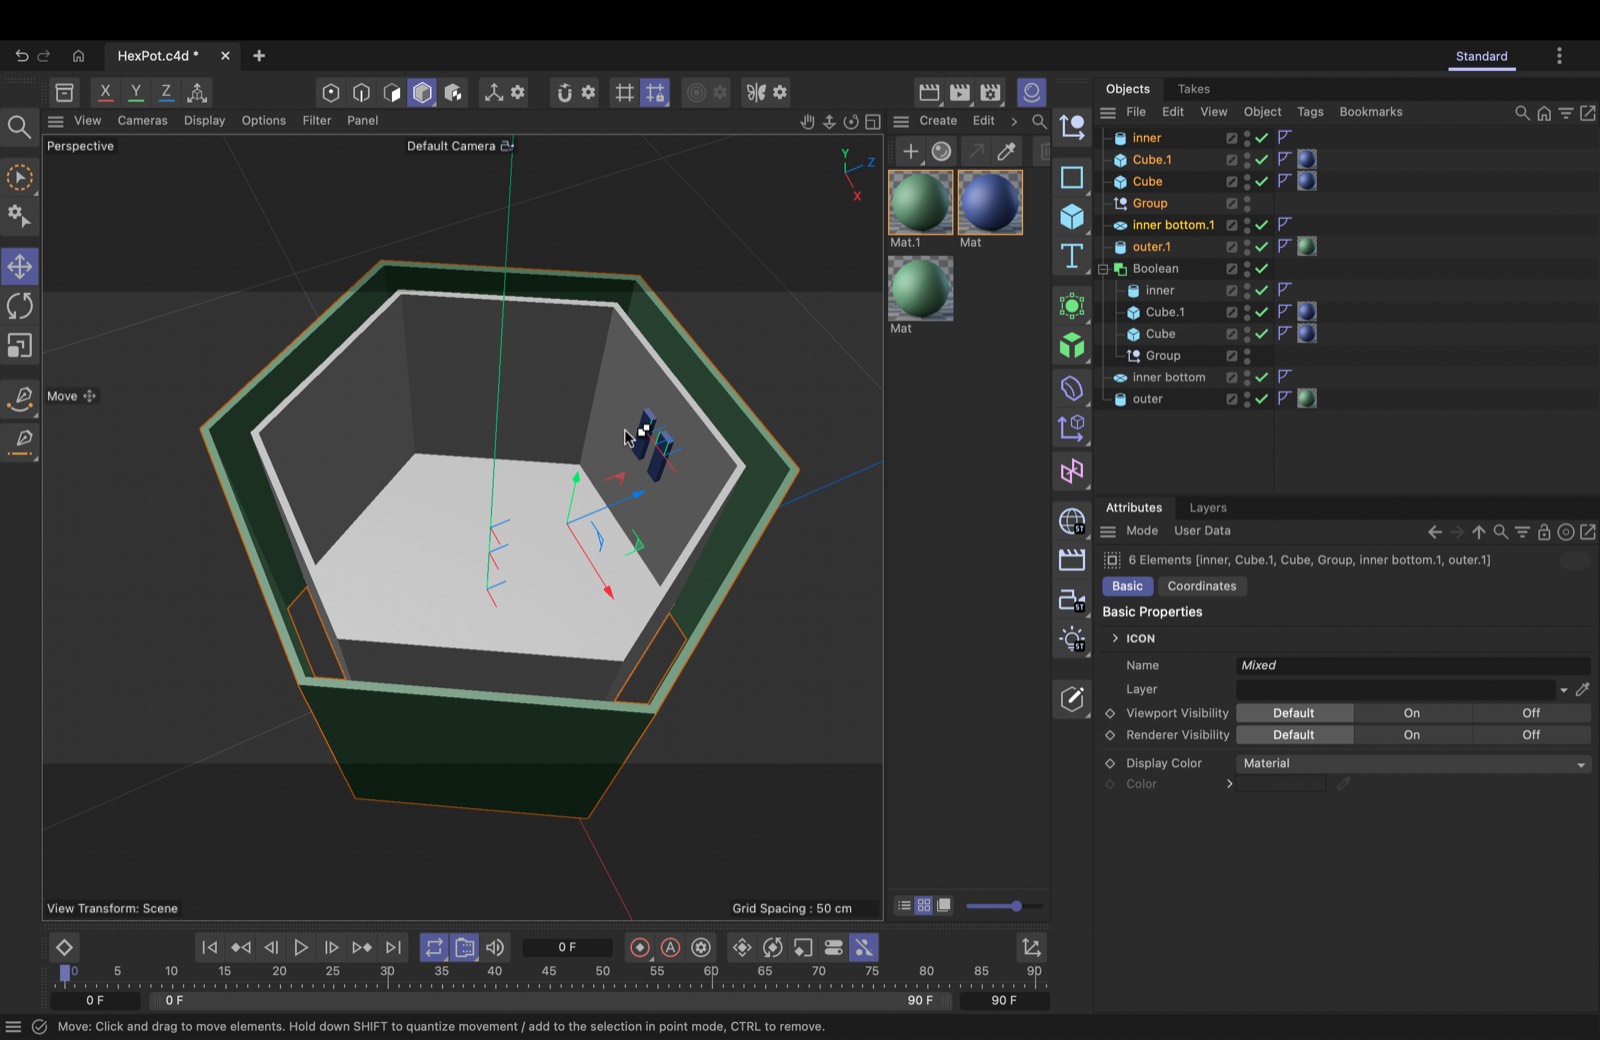 HexPot.c4d *
Standard
X Y Z
Objects Takes
File Edit View Object Tags Bookmarks
View Cameras Display Options Filter Panel
Create Edit
Perspective
Default Camera
Y
Z
X
Mat.1
Mat
Mat
T
inner
Cube.1
Cube
Group
inner bottom.1
outer.1
Boolean
inner
Cube.1
Cube
Group
inner bottom
outer
Move
Attributes Layers
Mode User Data
ST
ST
ST
6 Elements [inner, Cube.1, Cube, Group, inner bottom.1, outer.1]
Basic Coordinates
Basic Properties
ICON
Name Mixed
Layer
Viewport Visibility Default On Off
Renderer Visibility Default On Off
Display Color Material
Color
View Transform: Scene
Grid Spacing : 50 cm
0 F
A
0 5 10 15 20 25 30 35 40 45 50 55 60 65 70 75 80 85 90
0 F 0 F 90 F 90 F
Move: Click and drag to move elements. Hold down SHIFT to quantize movement / add to the selection in point mode, CTRL to remove.